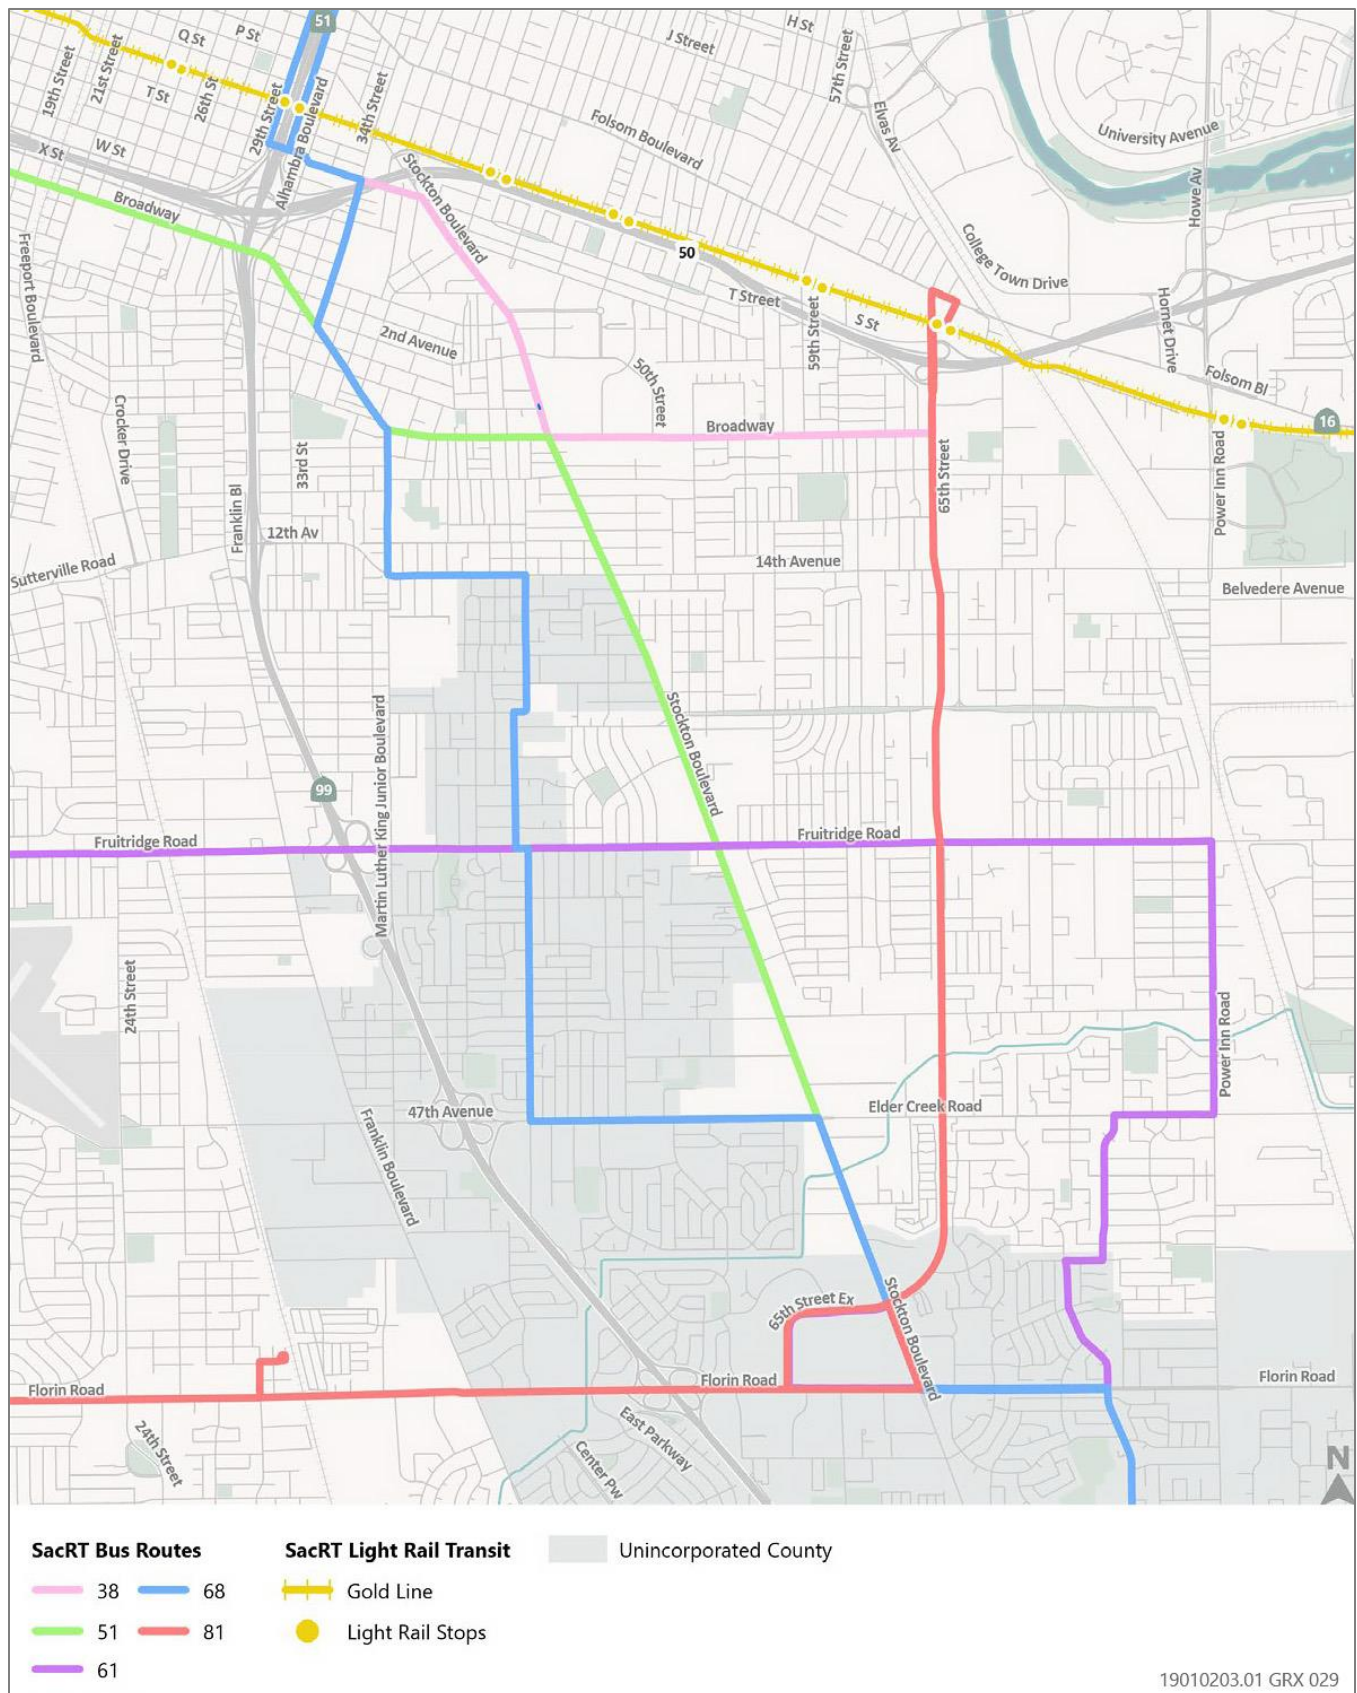 51
H St
J Street
P St
Q St
57th Street
19th Street
21st Street
T St
26th St
29th Street
Alhambra Boulevard
34th Street
Folsom Boulevard
Elvas Av
University Avenue
X St
W St
Stockton Boulevard
Howe Av
Broadway
50
College Town Drive
Freeport Boulevard
T Street
S St
59th Street
Hornet Drive
2nd Avenue
50th Street
Folsom Bl
16
Crocker Drive
Broadway
33rd St
65th Street
Power Inn Road
Franklin Bl
12th Av
14th Avenue
Sutterville Road
Belvedere Avenue
Stockton Boulevard
Martin Luther King Junior Boulevard
99
Fruitridge Road
Fruitridge Road
24th Street
Power Inn Road
47th Avenue
Elder Creek Road
Franklin Boulevard
65th Street Ex
Stockton Boulevard
Florin Road
Florin Road
Florin Road
24th Street
East Parkway
Center Pw
N
SacRT Bus Routes
38 68
51 81
61
SacRT Light Rail Transit
Gold Line
Light Rail Stops
Unincorporated County
19010203.01 GRX 029